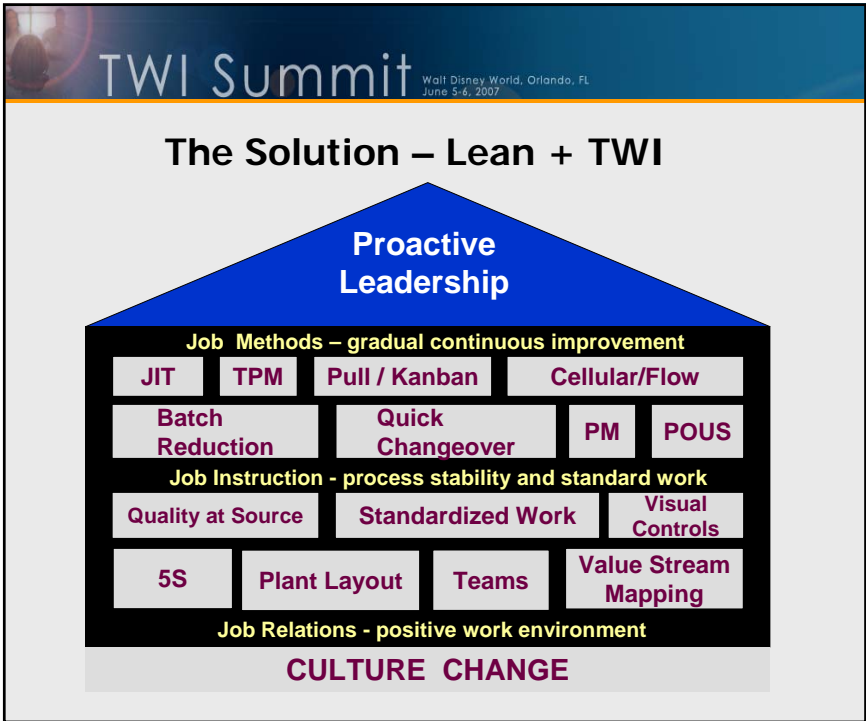 TWI Summit
Walt Disney World, Orlando, FL
June 5-6, 2007
The Solution – Lean + TWI
Proactive
Leadership
Job Methods – gradual continuous improvement
JIT TPM Pull / Kanban Cellular/Flow
Batch
Reduction
Quick
Changeover
PM POUS
Job Instruction - process stability and standard work
Quality at Source Standardized Work
Visual
Controls
5S Plant Layout Teams
Value Stream
Mapping
Job Relations - positive work environment
CULTURE CHANGE